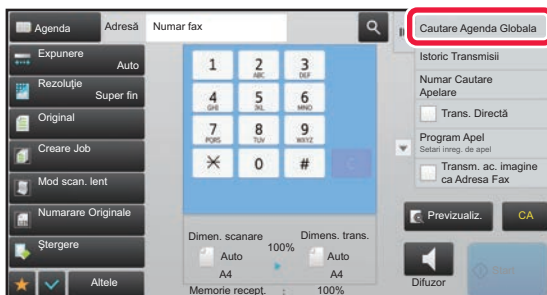 Agenda
Adresă
Numar fax
Expunere
Auto
Rezoluţie
Super fin
Original
Creare Job
Mod scan. lent
Numarare Originale
Ştergere
Altele
1
2
ABC
3
DEF
4
GHI
5
JKL
6
MNO
7
PQRS
8
TUV
9
WXYZ
0
#
C
Dimen. scanare
100%
Dimens. trans.
Auto
A4
Auto
A4
Memorie recept. : 100%
Cautare Agenda Globala
Istoric Transmisii
Numar Cautare
Apelare
Trans. Directă
Program Apel
Setari inreg. de apel
Transm. ac. imagine
ca Adresa Fax
Previzualiz.
CA
Difuzor
Start